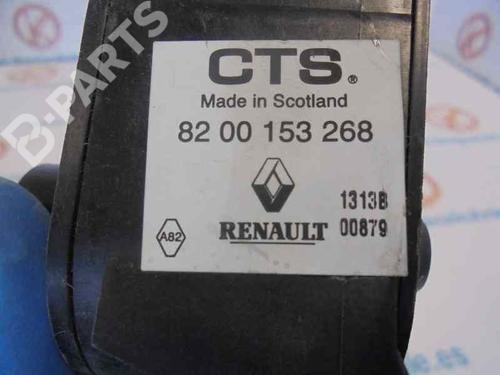 CTS®
Made in Scotland
82 00 153 268
1313B
A82 RENAULT 00879
B-PARTS